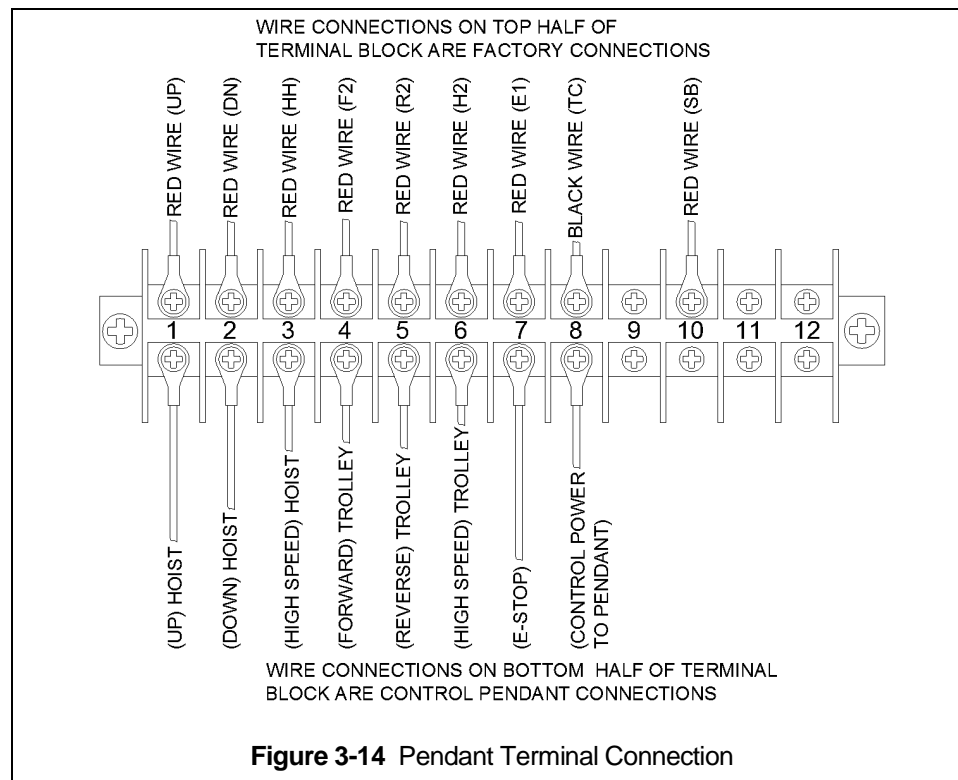 WIRE CONNECTIONS ON TOP HALF OF
TERMINAL BLOCK ARE FACTORY CONNECTIONS
RED WIRE (UP)
RED WIRE (DN)
RED WIRE (HH)
RED WIRE (F2)
RED WIRE (R2)
RED WIRE (H2)
RED WIRE (E1)
BLACK WIRE (TC)
RED WIRE (SB)
1 2 3 4 5 6 7 8 9 10 11 12
(UP) HOIST
(DOWN) HOIST
(HIGH SPEED) HOIST
(FORWARD) TROLLEY
(REVERSE) TROLLEY
(HIGH SPEED) TROLLEY
(E-STOP)
(CONTROL POWER
TO PENDANT)
WIRE CONNECTIONS ON BOTTOM HALF OF TERMINAL
BLOCK ARE CONTROL PENDANT CONNECTIONS
Figure 3-14 Pendant Terminal Connection